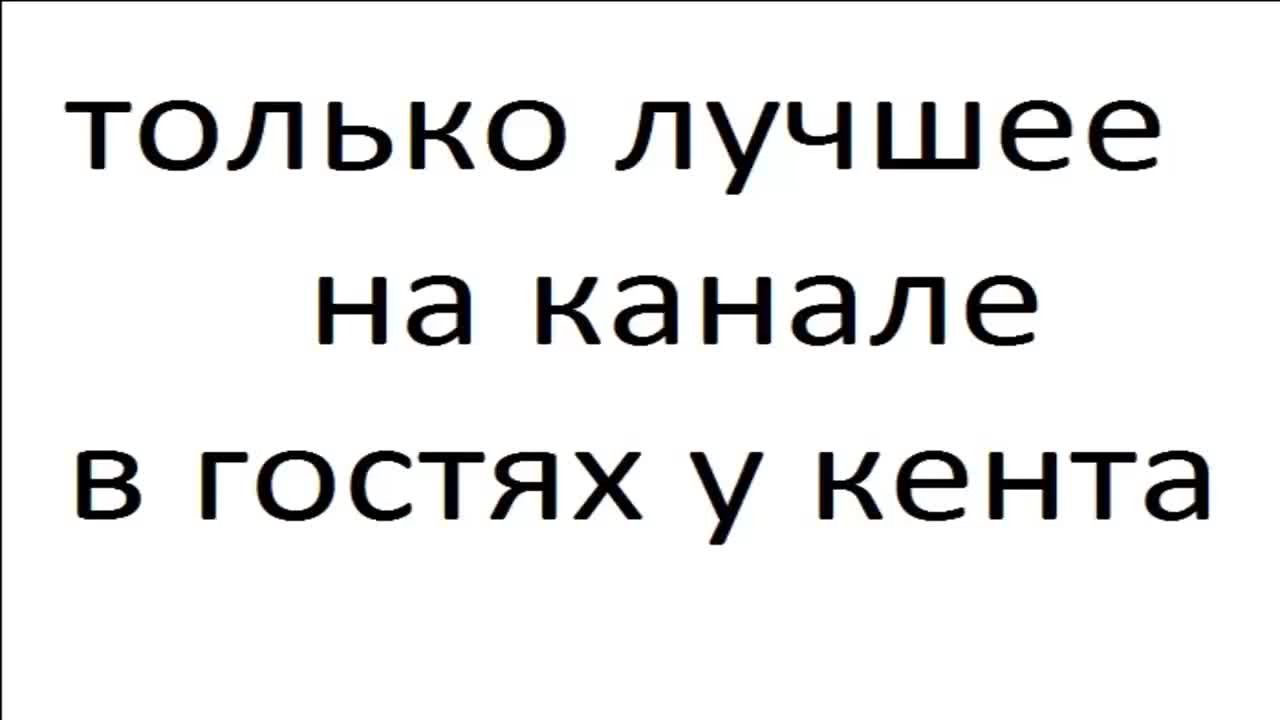 только лучшее
на канале
в гостях у кента